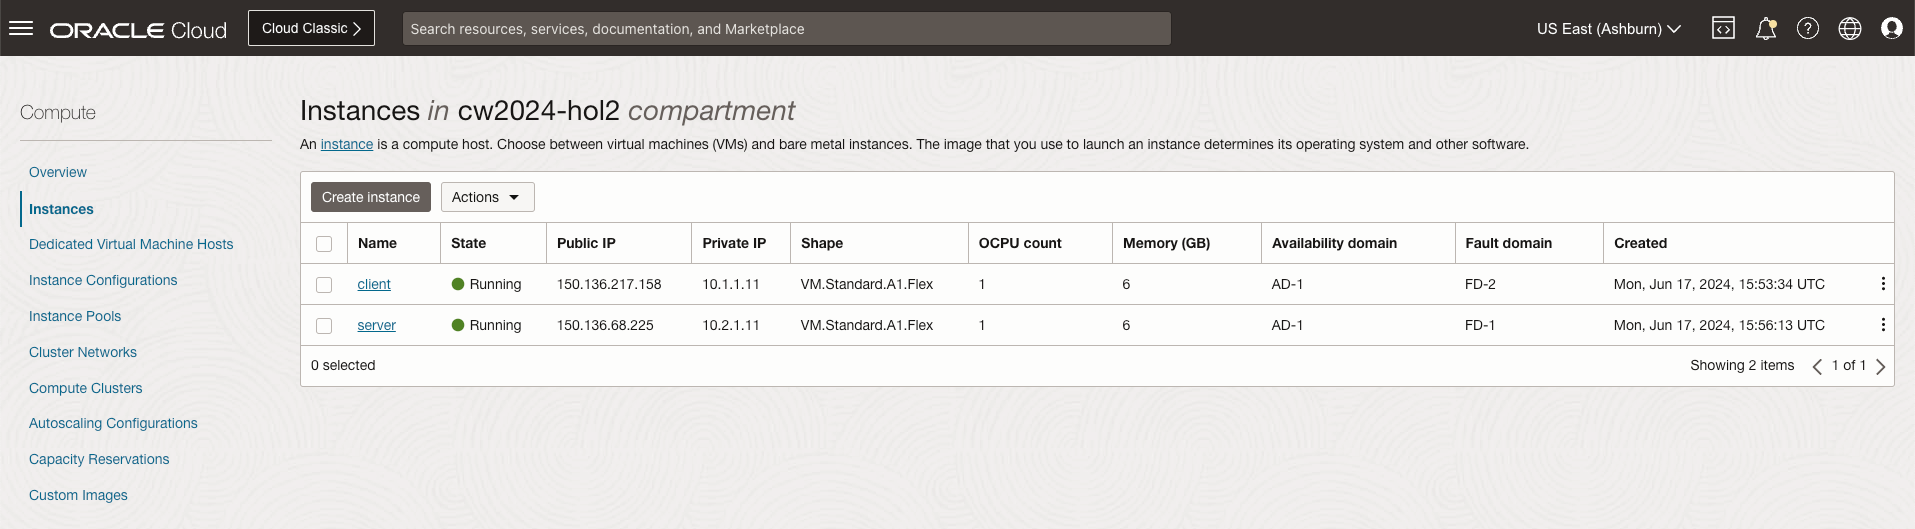 ORACLE Cloud Cloud Classic Search resources, services, documentation, and Marketplace US East (Ashburn)
Compute
Overview
Instances
Dedicated Virtual Machine Hosts
Instance Configurations
Instance Pools
Cluster Networks
Compute Clusters
Autoscaling Configurations
Capacity Reservations
Custom Images
Instances in cw2024-hol2 compartment
An instance is a compute host. Choose between virtual machines (VMs) and bare metal instances. The image that you use to launch an instance determines its operating system and other software.
Create instance Actions
Name State Public IP Private IP Shape OCPU count Memory (GB) Availability domain Fault domain Created
client Running 150.136.217.158 10.1.1.11 VM.Standard.A1.Flex 1 6 AD-1 FD-2 Mon, Jun 17, 2024, 15:53:34 UTC
server Running 150.136.68.225 10.2.1.11 VM.Standard.A1.Flex 1 6 AD-1 FD-1 Mon, Jun 17, 2024, 15:56:13 UTC
0 selected Showing 2 items 1 of 1